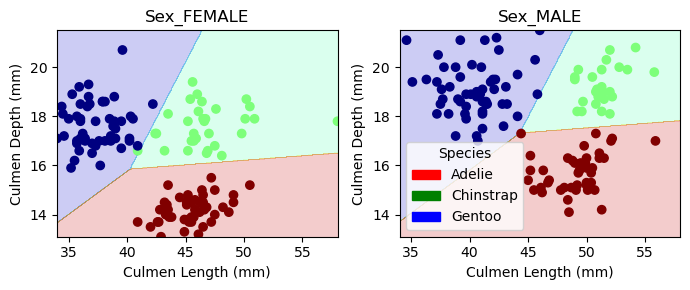 Sex_FEMALE
Culmen Depth (mm)
20
18
16
14
35
40
45
50
55
Culmen Length (mm)
Sex_MALE
Culmen Depth (mm)
20
18
16
14
Species
Adelie
Chinstrap
Gentoo
35
40
45
50
55
Culmen Length (mm)